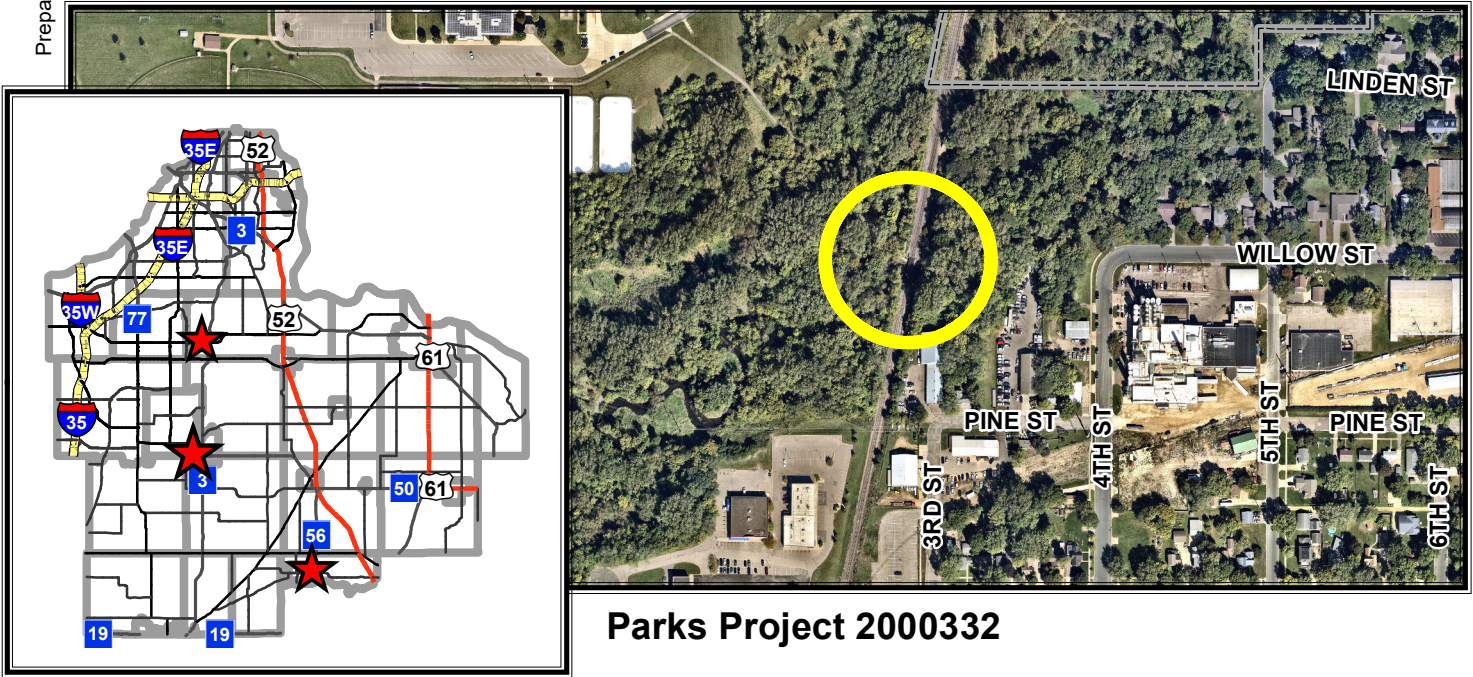 Prepa
LINDEN ST
WILLOW ST
PINE ST
PINE ST
3RD ST
4TH ST
5TH ST
6TH ST
35E
52
3
35E
35W
77
52
61
35
3
50
61
56
19
19
Parks Project 2000332